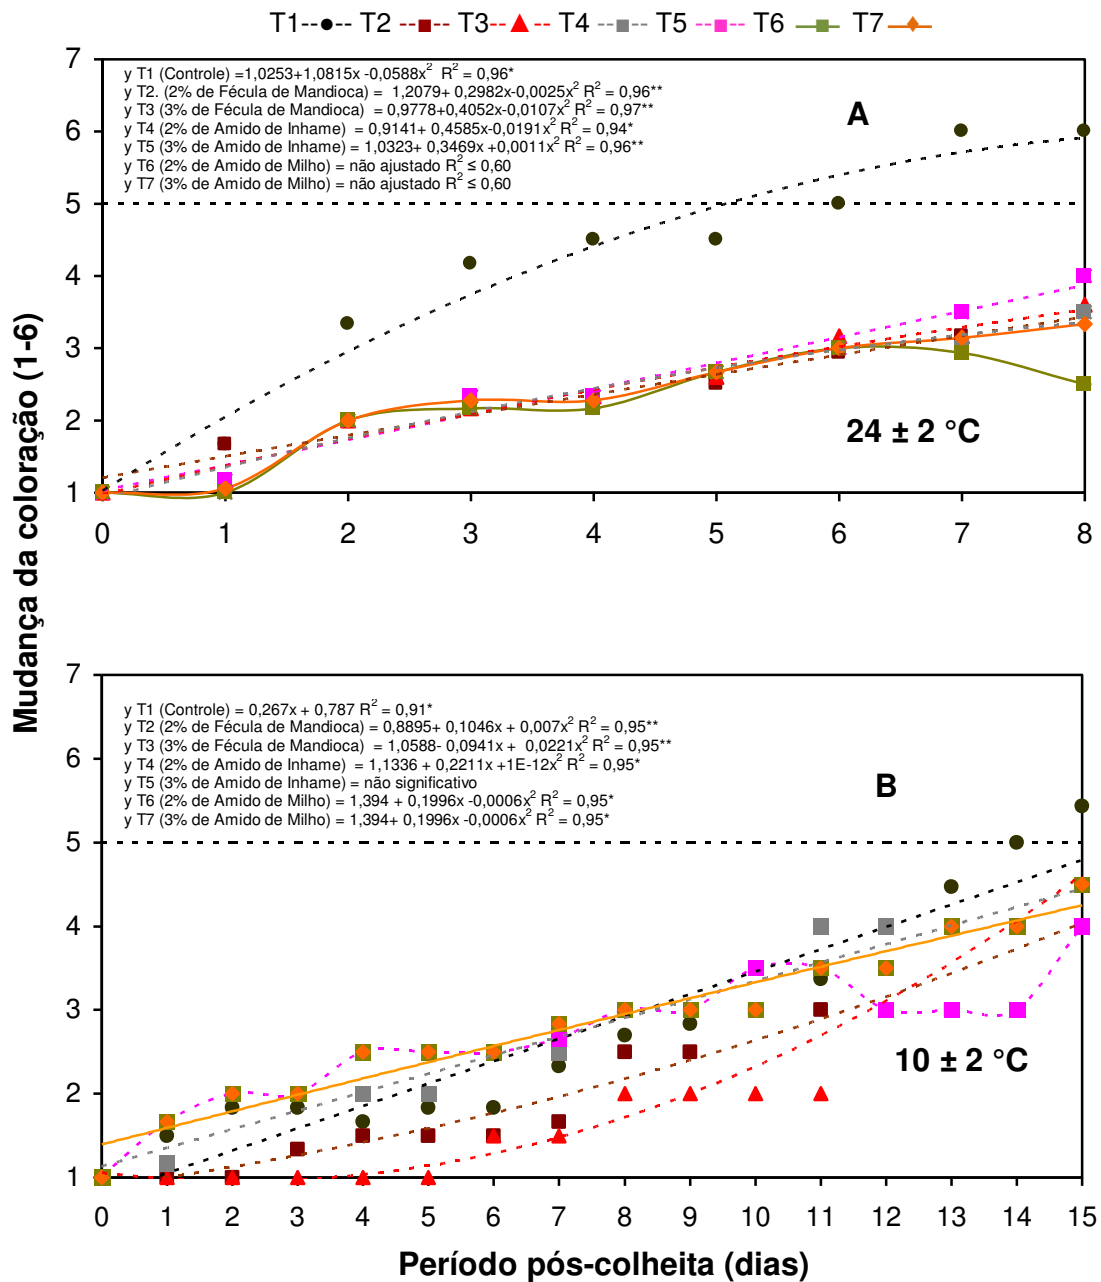 T1 T2 T3 T4 T5 T6 T7
7
6
5
4
3
2
1
y T1 (Controle) =1,0253+1,0815x -0,0588x² R² = 0,96*
y T2. (2% de Fécula de Mandioca) = 1,2079+ 0,2982x-0,0025x² R² = 0,96**
y T3 (3% de Fécula de Mandioca) = 0,9778+0,4052x-0,0107x² R² = 0,97**
y T4 (2% de Amido de Inhame) = 0,9141+ 0,4585x-0,0191x² R² = 0,94*
y T5 (3% de Amido de Inhame) = 1,0323+ 0,3469x +0,0011x² R² = 0,96**
y T6 (2% de Amido de Milho) = não ajustado R² ≤ 0,60
y T7 (3% de Amido de Milho) = não ajustado R² ≤ 0,60
A
24 ± 2 °C
0 1 2 3 4 5 6 7 8
Mudança da coloração (1-6)
7
6
5
4
3
2
1
y T1 (Controle) = 0,267x + 0,787 R² = 0,91*
y T2 (2% de Fécula de Mandioca) = 0,8895+ 0,1046x + 0,007x² R² = 0,95**
y T3 (3% de Fécula de Mandioca) = 1,0588- 0,0941x + 0,0221x² R² = 0,95**
y T4 (2% de Amido de Inhame) = 1,1336 + 0,2211x +1E-12x² R² = 0,95*
y T5 (3% de Amido de Inhame) = não significativo
y T6 (2% de Amido de Milho) = 1,394 + 0,1996x -0,0006x² R² = 0,95*
y T7 (3% de Amido de Milho) = 1,394+ 0,1996x -0,0006x² R² = 0,95*
B
10 ± 2 °C
0 1 2 3 4 5 6 7 8 9 10 11 12 13 14 15
Período pós-colheita (dias)